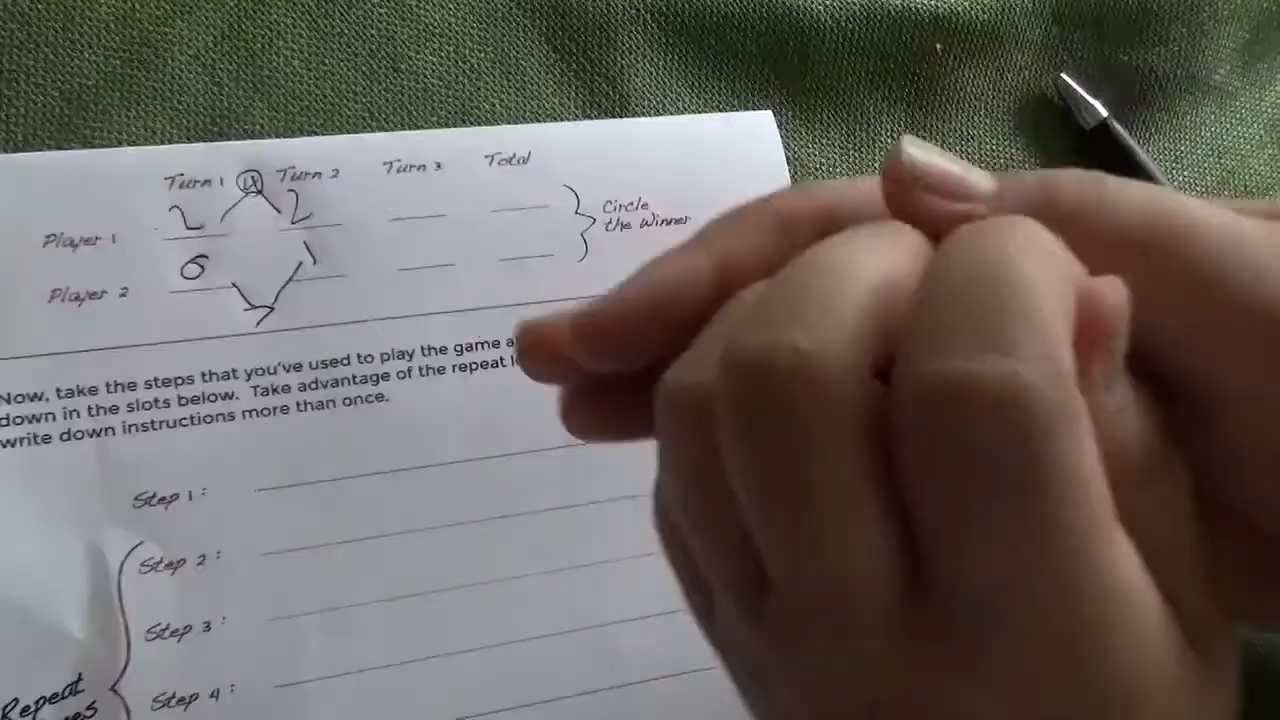 Turn 1 4 Turn 2 Turn 3 Total
Player 1 2 2
Circle
the Winner
Player 2 6 1
7
Now, take the steps that you've used to play the game a
down in the slots below. Take advantage of the repeat
write down instructions more than once.
Step 1:
Step 2:
Step 3:
Step 4:
Repeat